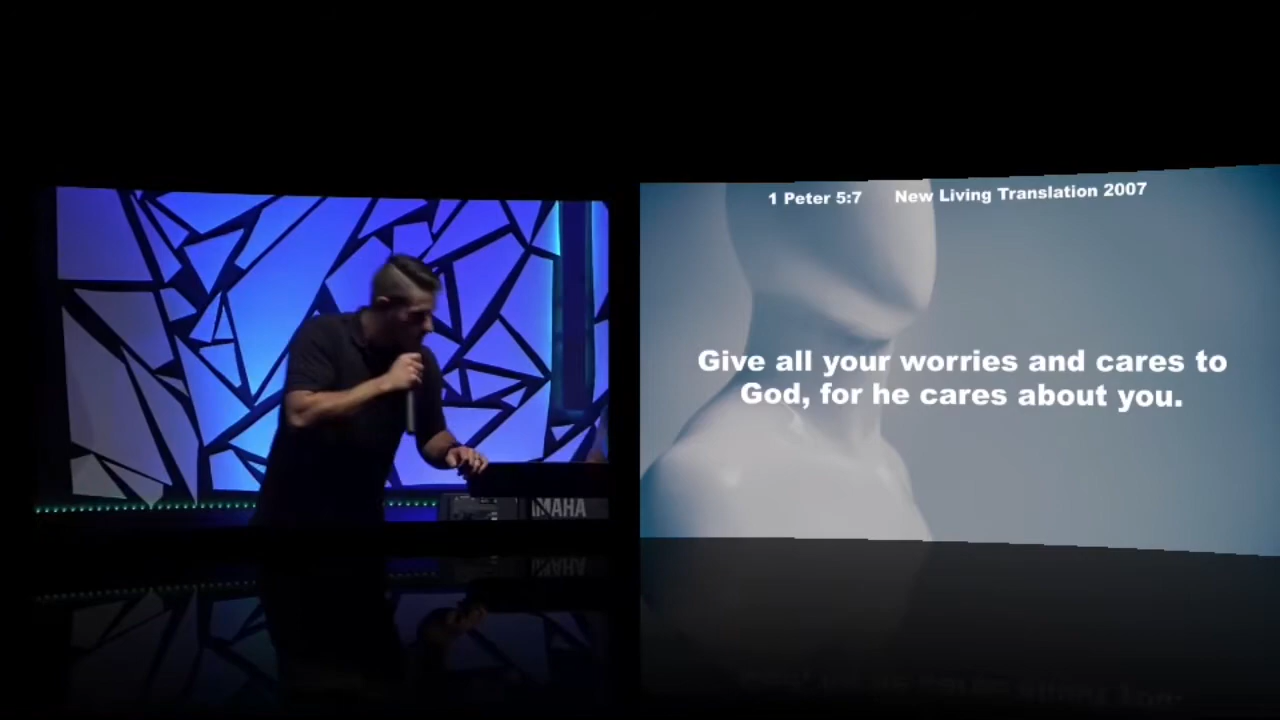 1 Peter 5:7 New Living Translation 2007
Give all your worries and cares to
God, for he cares about you.